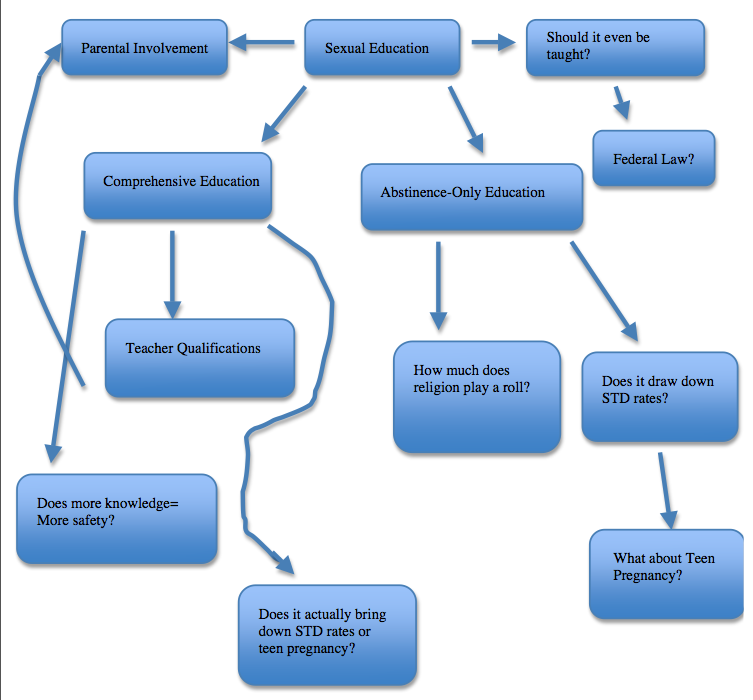 Parental Involvement
Sexual Education
Should it even be
taught?
Federal Law?
Comprehensive Education
Abstinence-Only Education
Teacher Qualifications
How much does
religion play a roll?
Does it draw down
STD rates?
Does more knowledge=
More safety?
What about Teen
Pregnancy?
Does it actually bring
down STD rates or
teen pregnancy?